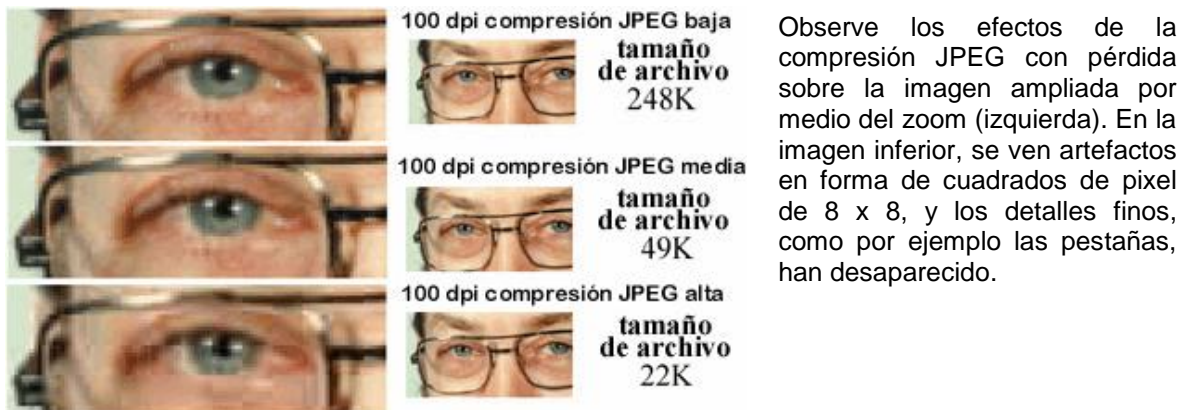 100 dpi compresión JPEG baja
tamaño
de archivo
248K
100 dpi compresión JPEG media
tamaño
de archivo
49K
100 dpi compresión JPEG alta
tamaño
de archivo
22K
Observe los efectos de la
compresión JPEG con pérdida
sobre la imagen ampliada por
medio del zoom (izquierda). En la
imagen inferior, se ven artefactos
en forma de cuadrados de pixel
de 8 x 8, y los detalles finos,
como por ejemplo las pestañas,
han desaparecido.